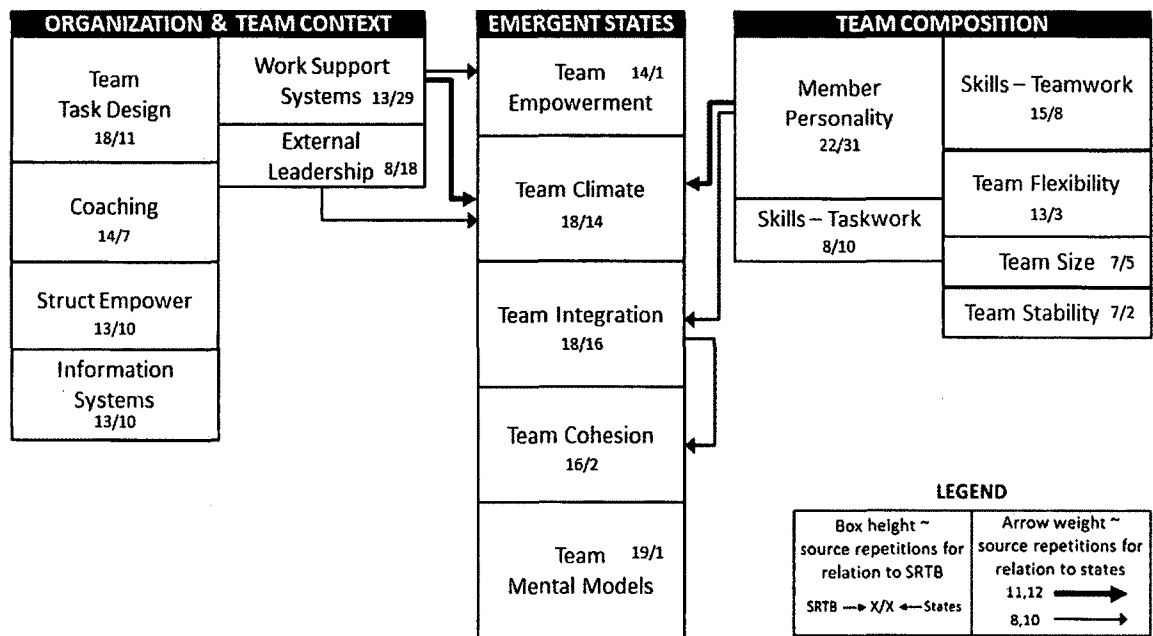 ORGANIZATION & TEAM CONTEXT
Team
Task Design
18/11
Coaching
14/7
Struct Empower
13/10
Information
Systems
13/10
Work Support
Systems 13/29
External
Leadership 8/18
EMERGENT STATES
Team 14/1
Empowerment
Team Climate
18/14
Team Integration
18/16
Team Cohesion
16/2
Team 19/1
Mental Models
TEAM COMPOSITION
Member
Personality
22/31
Skills – Taskwork
8/10
Skills – Teamwork
15/8
Team Flexibility
13/3
Team Size 7/5
Team Stability 7/2
LEGEND
Box height ~
source repetitions for
relation to SRTB
SRTB X/X States
Arrow weight ~
source repetitions for
relation to states
11,12
8,10